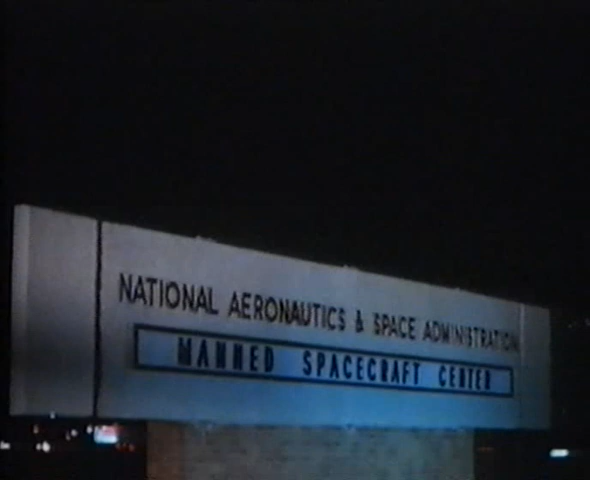 NATIONAL AERONAUTICS & SPACE ADMINISTRATION
MANNED SPACECRAFT CENTER